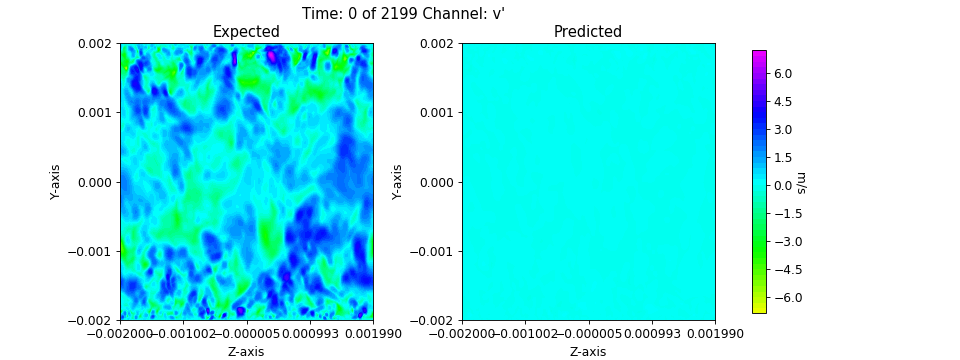 Time: 0 of 2199 Channel: v'
Expected
Predicted
0.002
0.001
0.000
−0.001
−0.002
Y-axis
−0.002000 −0.001002 −0.000005 0.000993 0.001990
Z-axis
0.002
0.001
0.000
−0.001
−0.002
Y-axis
−0.002000 −0.001002 −0.000005 0.000993 0.001990
Z-axis
6.0
4.5
3.0
1.5
0.0
−1.5
−3.0
−4.5
−6.0
m/s